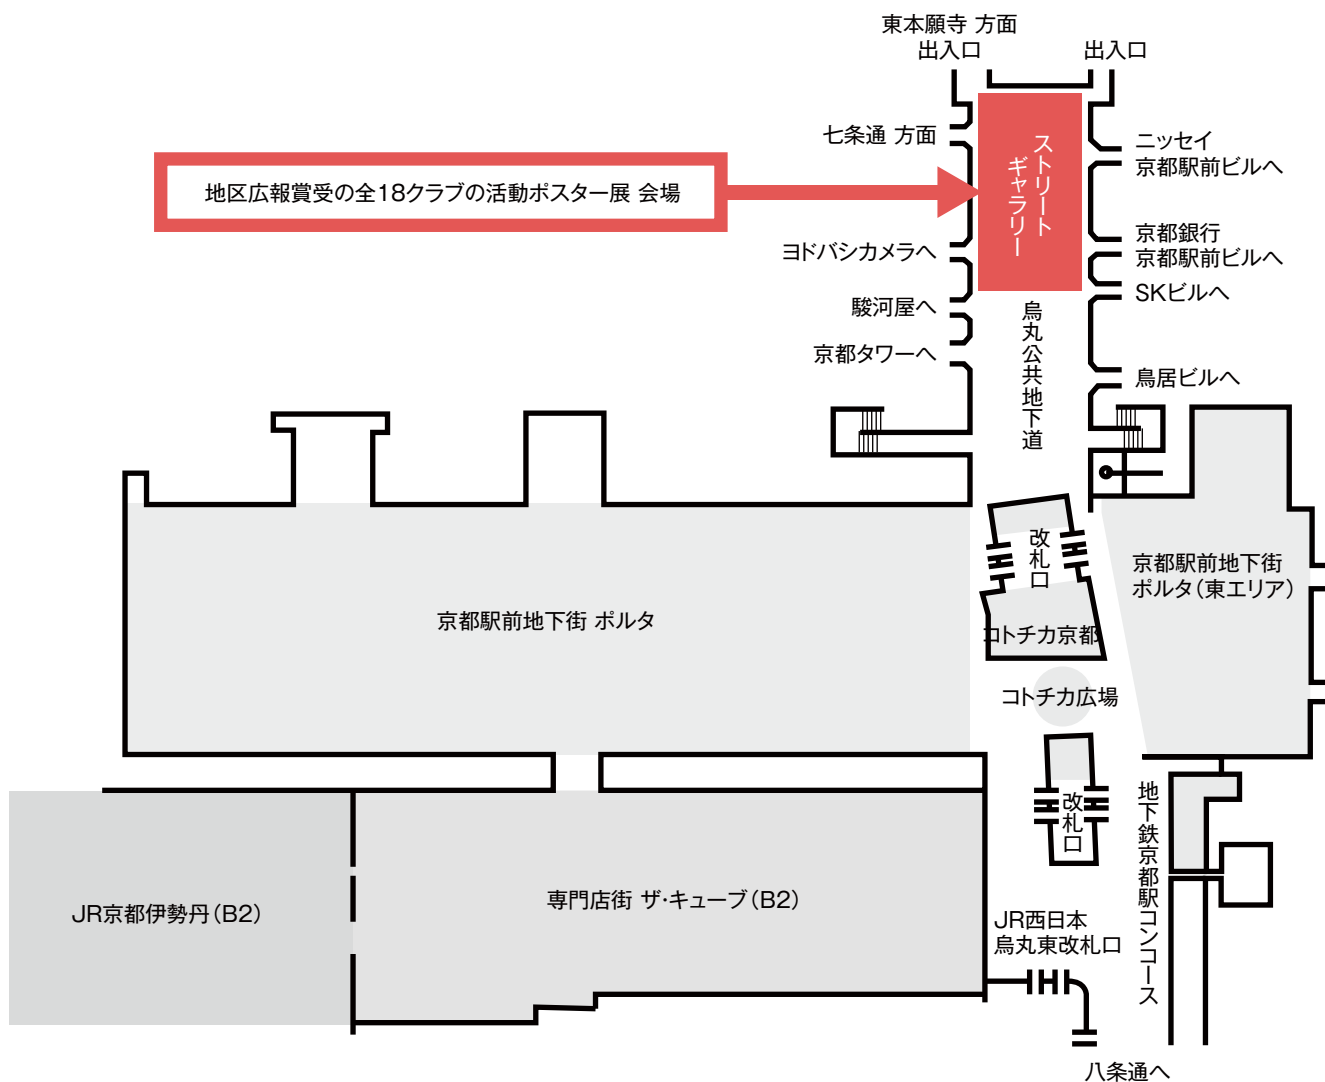 東本願寺 方面
出入口
出入口
七条通 方面
ニッセイ
京都駅前ビルへ
ストリート
ギャラリー
地区広報賞受の全18クラブの活動ポスター展 会場
ヨドバシカメラへ
京都銀行
京都駅前ビルへ
SKビルへ
駿河屋へ
烏丸公共地下道
京都タワーへ
鳥居ビルへ
改札口
京都駅前地下街
ポルタ（東エリア）
京都駅前地下街 ポルタ
コトチカ京都
コトチカ広場
改札口
地下鉄京都駅コンコース
JR京都伊勢丹（B2）
専門店街 ザ・キューブ（B2）
JR西日本
烏丸東改札口
八条通へ